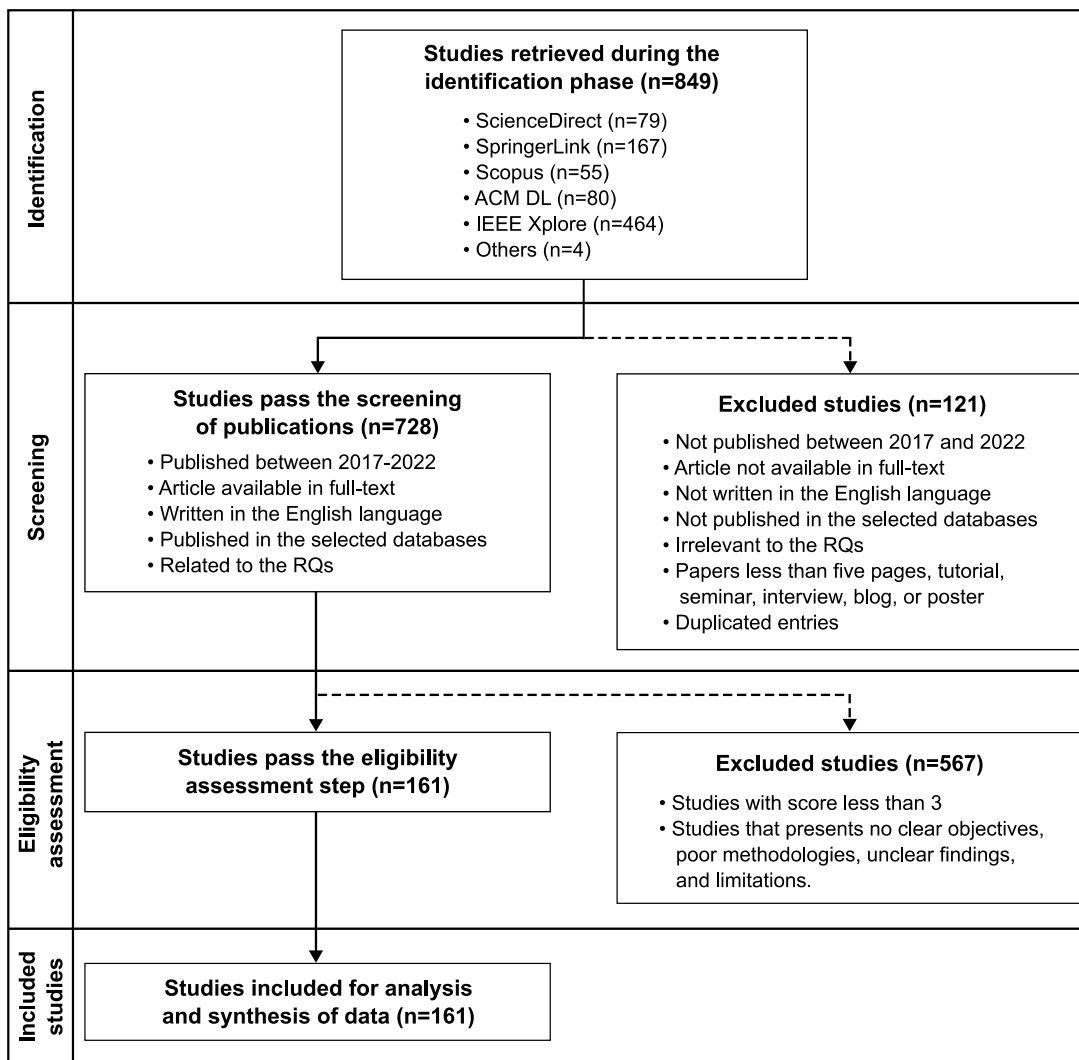 Identification
Studies retrieved during the
identification phase (n=849)
• ScienceDirect (n=79)
• SpringerLink (n=167)
• Scopus (n=55)
• ACM DL (n=80)
• IEEE Xplore (n=464)
• Others (n=4)
Screening
Studies pass the screening
of publications (n=728)
• Published between 2017-2022
• Article available in full-text
• Written in the English language
• Published in the selected databases
• Related to the RQs
Excluded studies (n=121)
• Not published between 2017 and 2022
• Article not available in full-text
• Not written in the English language
• Not published in the selected databases
• Irrelevant to the RQs
• Papers less than five pages, tutorial,
seminar, interview, blog, or poster
• Duplicated entries
Eligibility
assessment
Studies pass the eligibility
assessment step (n=161)
Excluded studies (n=567)
• Studies with score less than 3
• Studies that presents no clear objectives,
poor methodologies, unclear findings,
and limitations.
Included
studies
Studies included for analysis
and synthesis of data (n=161)